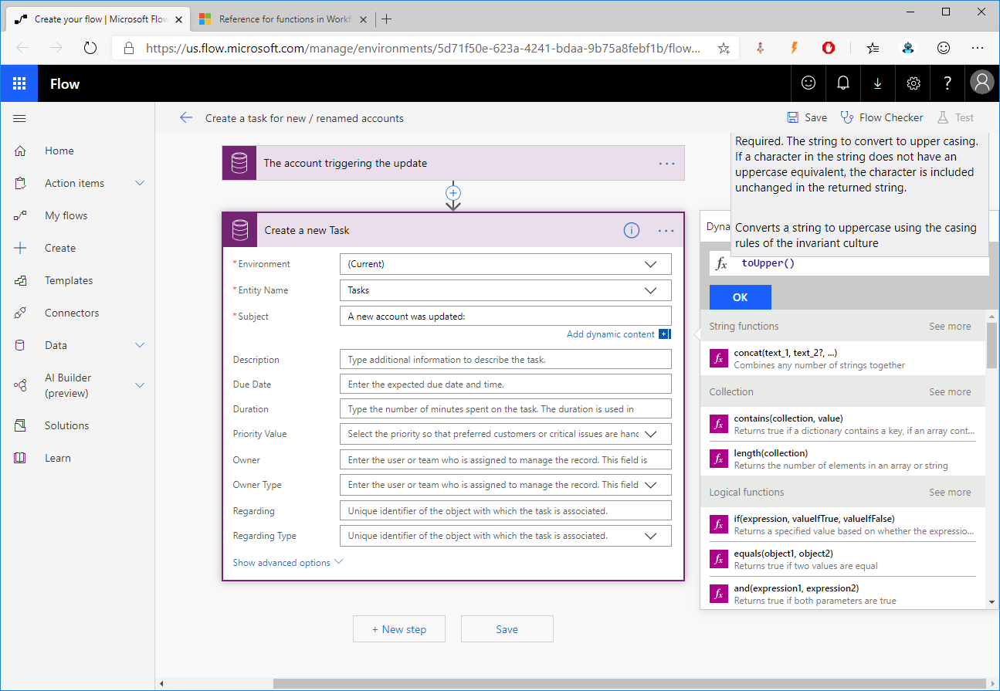 Create your flow | Microsoft Flow
Reference for functions in Workf
https://us.flow.microsoft.com/manage/environments/5d71f50e-623a-4241-bdaa-9b75a8febf1b/flow...
Flow
?
Create a task for new / renamed accounts
Save
Flow Checker
Test
Home
Action items
My flows
Create
Templates
Connectors
Data
AI Builder
(preview)
Solutions
Learn
The account triggering the update
Create a new Task
* Environment
(Current)
* Entity Name
Tasks
* Subject
A new account was updated:
Add dynamic content
Description
Type additional information to describe the task.
Due Date
Enter the expected due date and time.
Duration
Type the number of minutes spent on the task. The duration is used in
Priority Value
Select the priority so that preferred customers or critical issues are hanc
Owner
Enter the user or team who is assigned to manage the record. This field is
Owner Type
Enter the user or team who is assigned to manage the record. This field
Regarding
Unique identifier of the object with which the task is associated.
Regarding Type
Unique identifier of the object with which the task is associated.
Show advanced options
+ New step
Save
Required. The string to convert to upper casing.
If a character in the string does not have an
uppercase equivalent, the character is included
unchanged in the returned string.
Converts a string to uppercase using the casing
rules of the invariant culture
Dyna
fx
toUpper()
OK
String functions
See more
fx
concat(text_1, text_2?, ...)
Combines any number of strings together
Collection
See more
fx
contains(collection, value)
Returns true if a dictionary contains a key, if an array cont...
fx
length(collection)
Returns the number of elements in an array or string
Logical functions
See more
fx
if(expression, valueIfTrue, valueIfFalse)
Returns a specified value based on whether the expressio...
fx
equals(object1, object2)
Returns true if two values are equal
fx
and(expression1, expression2)
Returns true if both parameters are true